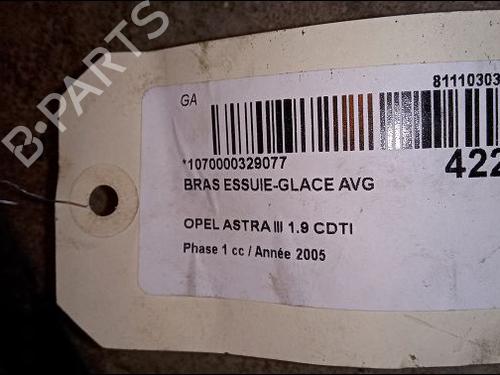 B-PARTS
GA
81110303
*1070000329077
422
BRAS ESSUIE-GLACE AVG
OPEL ASTRA III 1.9 CDTI
Phase 1 cc / Année 2005